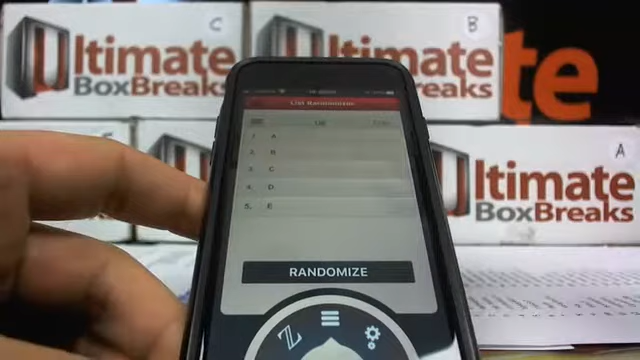 C
Ultimate
BoxBreaks
B
Ultimate
BoxBreaks
te
A
Ultimate
BoxBreaks
List Randomizer
1. A
2. B
3. C
4. D
5. E
RANDOMIZE